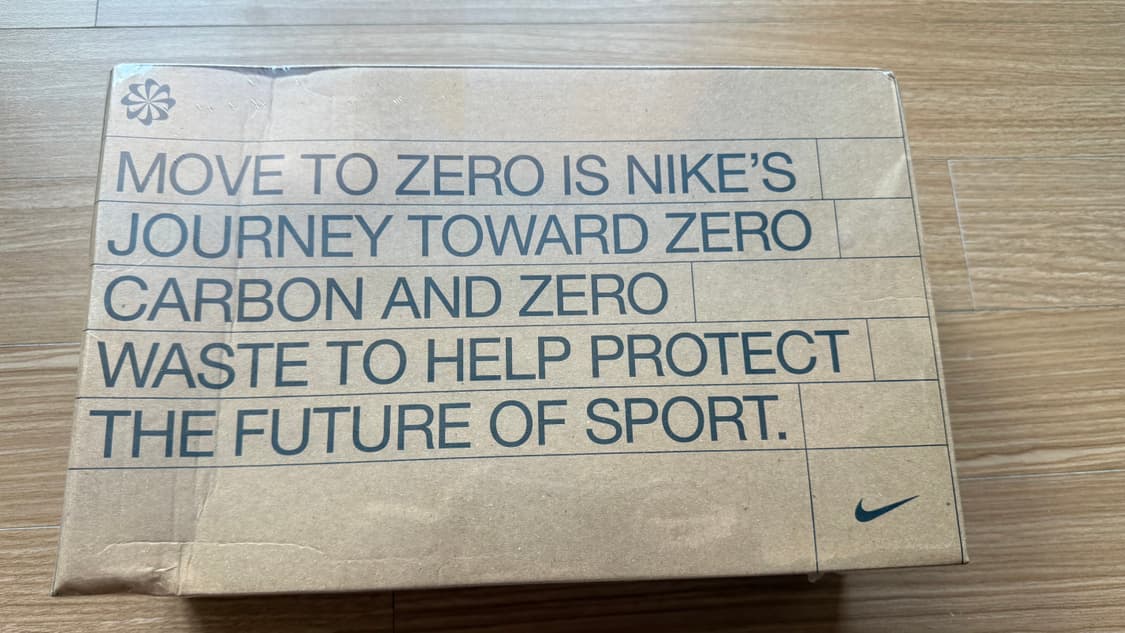 MOVE TO ZERO IS NIKE’S
JOURNEY TOWARD ZERO
CARBON AND ZERO
WASTE TO HELP PROTECT
THE FUTURE OF SPORT.